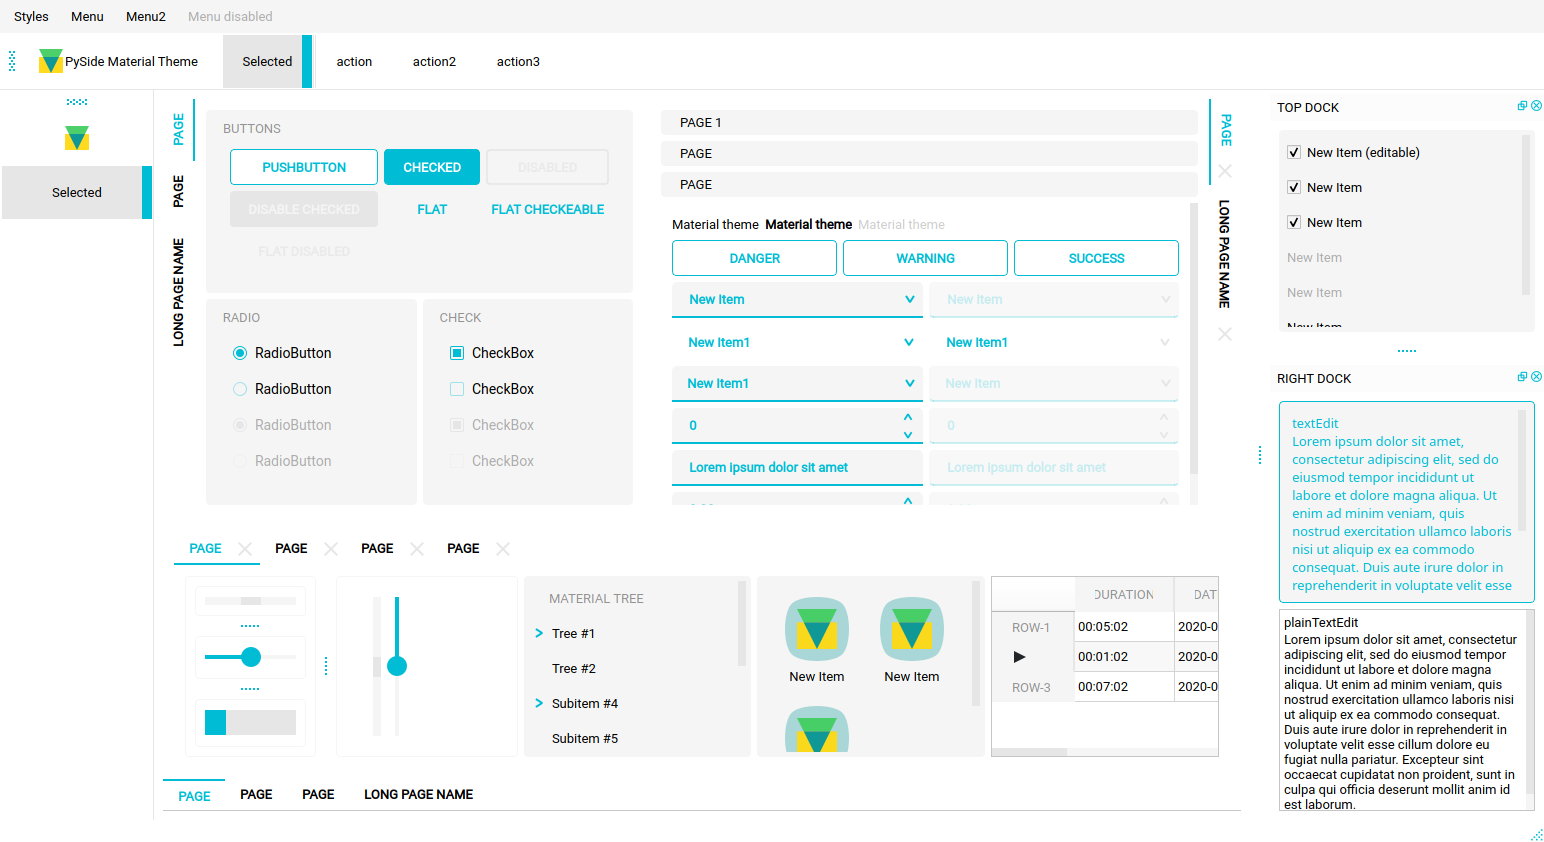 Styles Menu Menu2 Menu disabled
PySide Material Theme Selected action action2 action3
Selected
PAGE
PAGE
LONG PAGE NAME
BUTTONS
PUSHBUTTON CHECKED DISABLED
DISABLE CHECKED FLAT FLAT CHECKEABLE
FLAT DISABLED
RADIO
RadioButton
RadioButton
RadioButton
RadioButton
CHECK
CheckBox
CheckBox
CheckBox
CheckBox
PAGE 1
PAGE
PAGE
Material theme Material theme Material theme
DANGER WARNING SUCCESS
New Item New Item
New Item1 New Item1
New Item1 New Item
0 0
Lorem ipsum dolor sit amet Lorem ipsum dolor sit amet
PAGE
LONG PAGE NAME
TOP DOCK
New Item (editable)
New Item
New Item
New Item
New Item
New Item
RIGHT DOCK
textEdit
Lorem ipsum dolor sit amet,
consectetur adipiscing elit, sed do
eiusmod tempor incididunt ut
labore et dolore magna aliqua. Ut
enim ad minim veniam, quis
nostrud exercitation ullamco laboris
nisi ut aliquip ex ea commodo
consequat. Duis aute irure dolor in
reprehenderit in voluptate velit esse
plainTextEdit
Lorem ipsum dolor sit amet, consectetur
adipiscing elit, sed do eiusmod tempor
incididunt ut labore et dolore magna
aliqua. Ut enim ad minim veniam, quis
nostrud exercitation ullamco laboris nisi
ut aliquip ex ea commodo consequat.
Duis aute irure dolor in reprehenderit in
voluptate velit esse cillum dolore eu
fugiat nulla pariatur. Excepteur sint
occaecat cupidatat non proident, sunt in
culpa qui officia deserunt mollit anim id
est laborum.
PAGE PAGE PAGE PAGE
MATERIAL TREE
Tree #1
Tree #2
Subitem #4
Subitem #5
New Item New Item
DURATION DAT
ROW-1 00:05:02 2020-0
00:01:02 2020-0
ROW-3 00:07:02 2020-0
PAGE PAGE PAGE LONG PAGE NAME